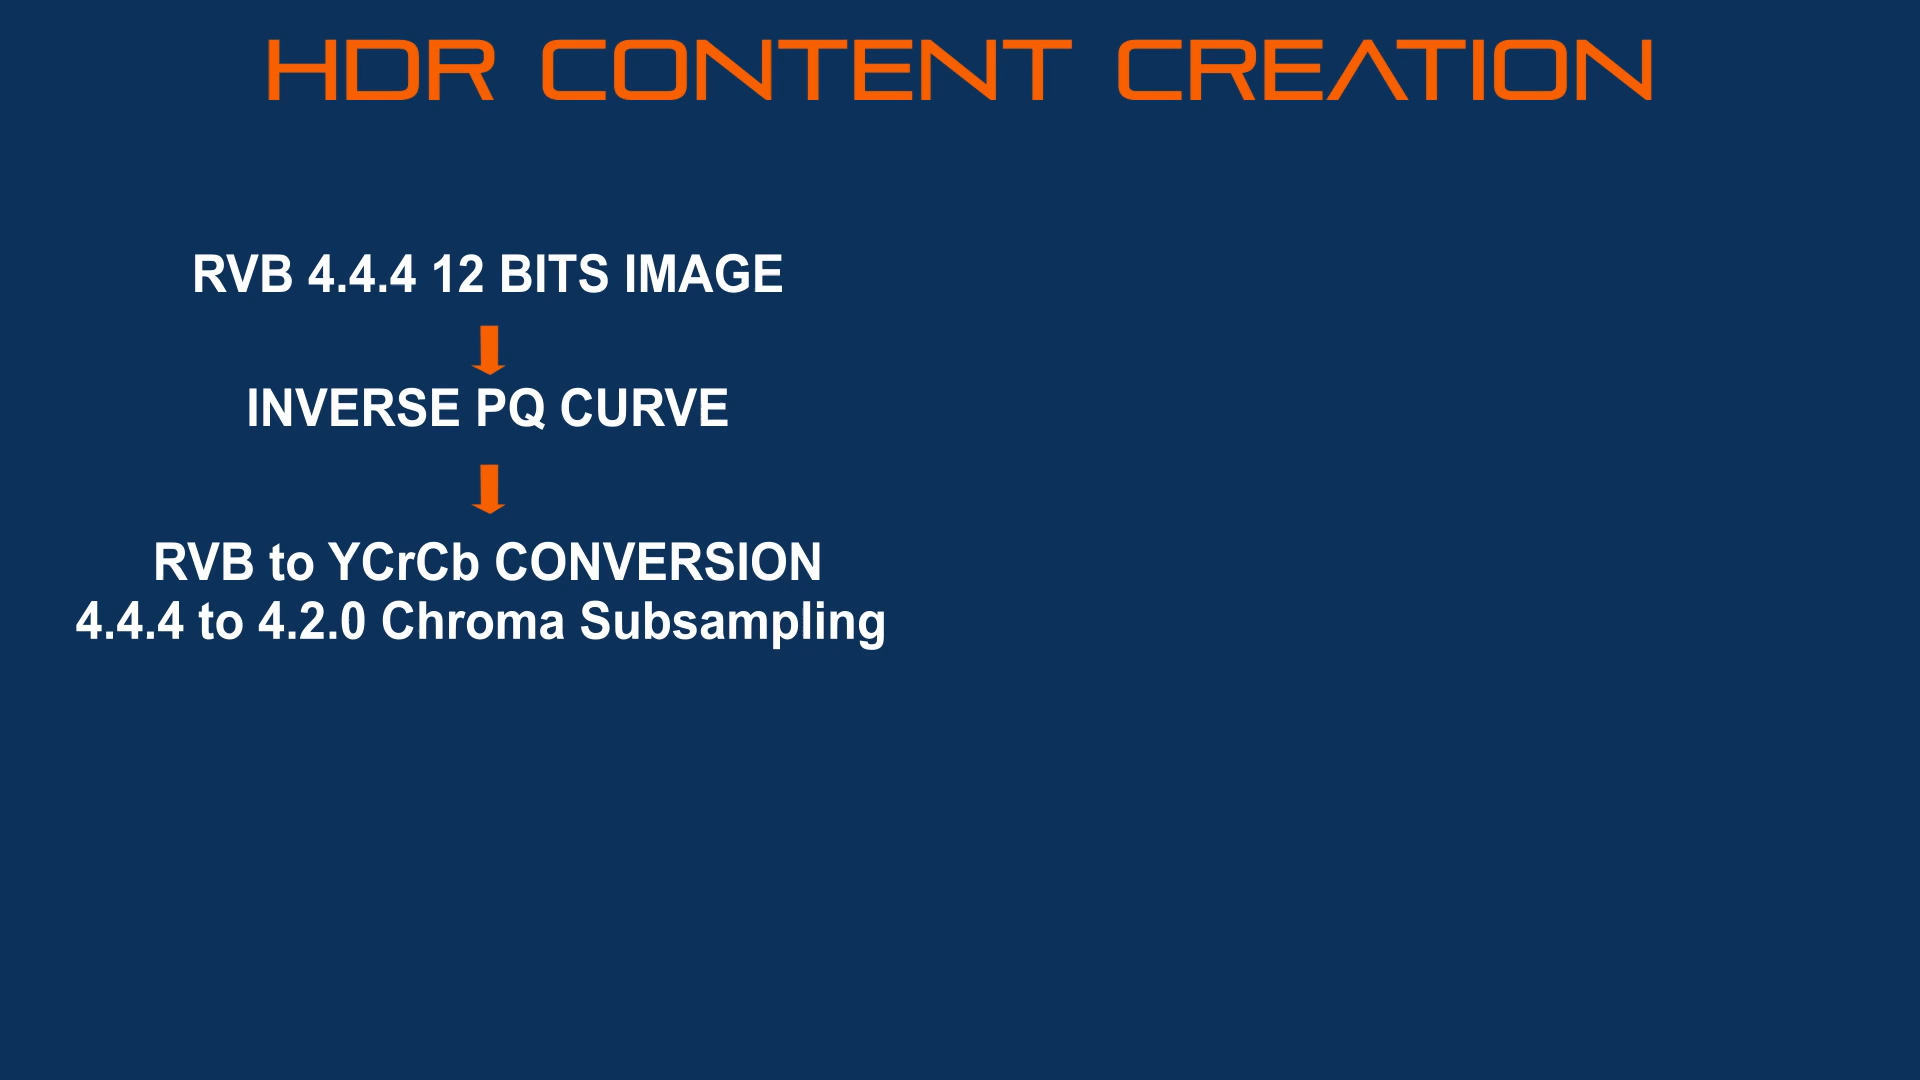 HDR CONTENT CREATION
RVB 4.4.4 12 BITS IMAGE
INVERSE PQ CURVE
RVB to YCrCb CONVERSION
4.4.4 to 4.2.0 Chroma Subsampling